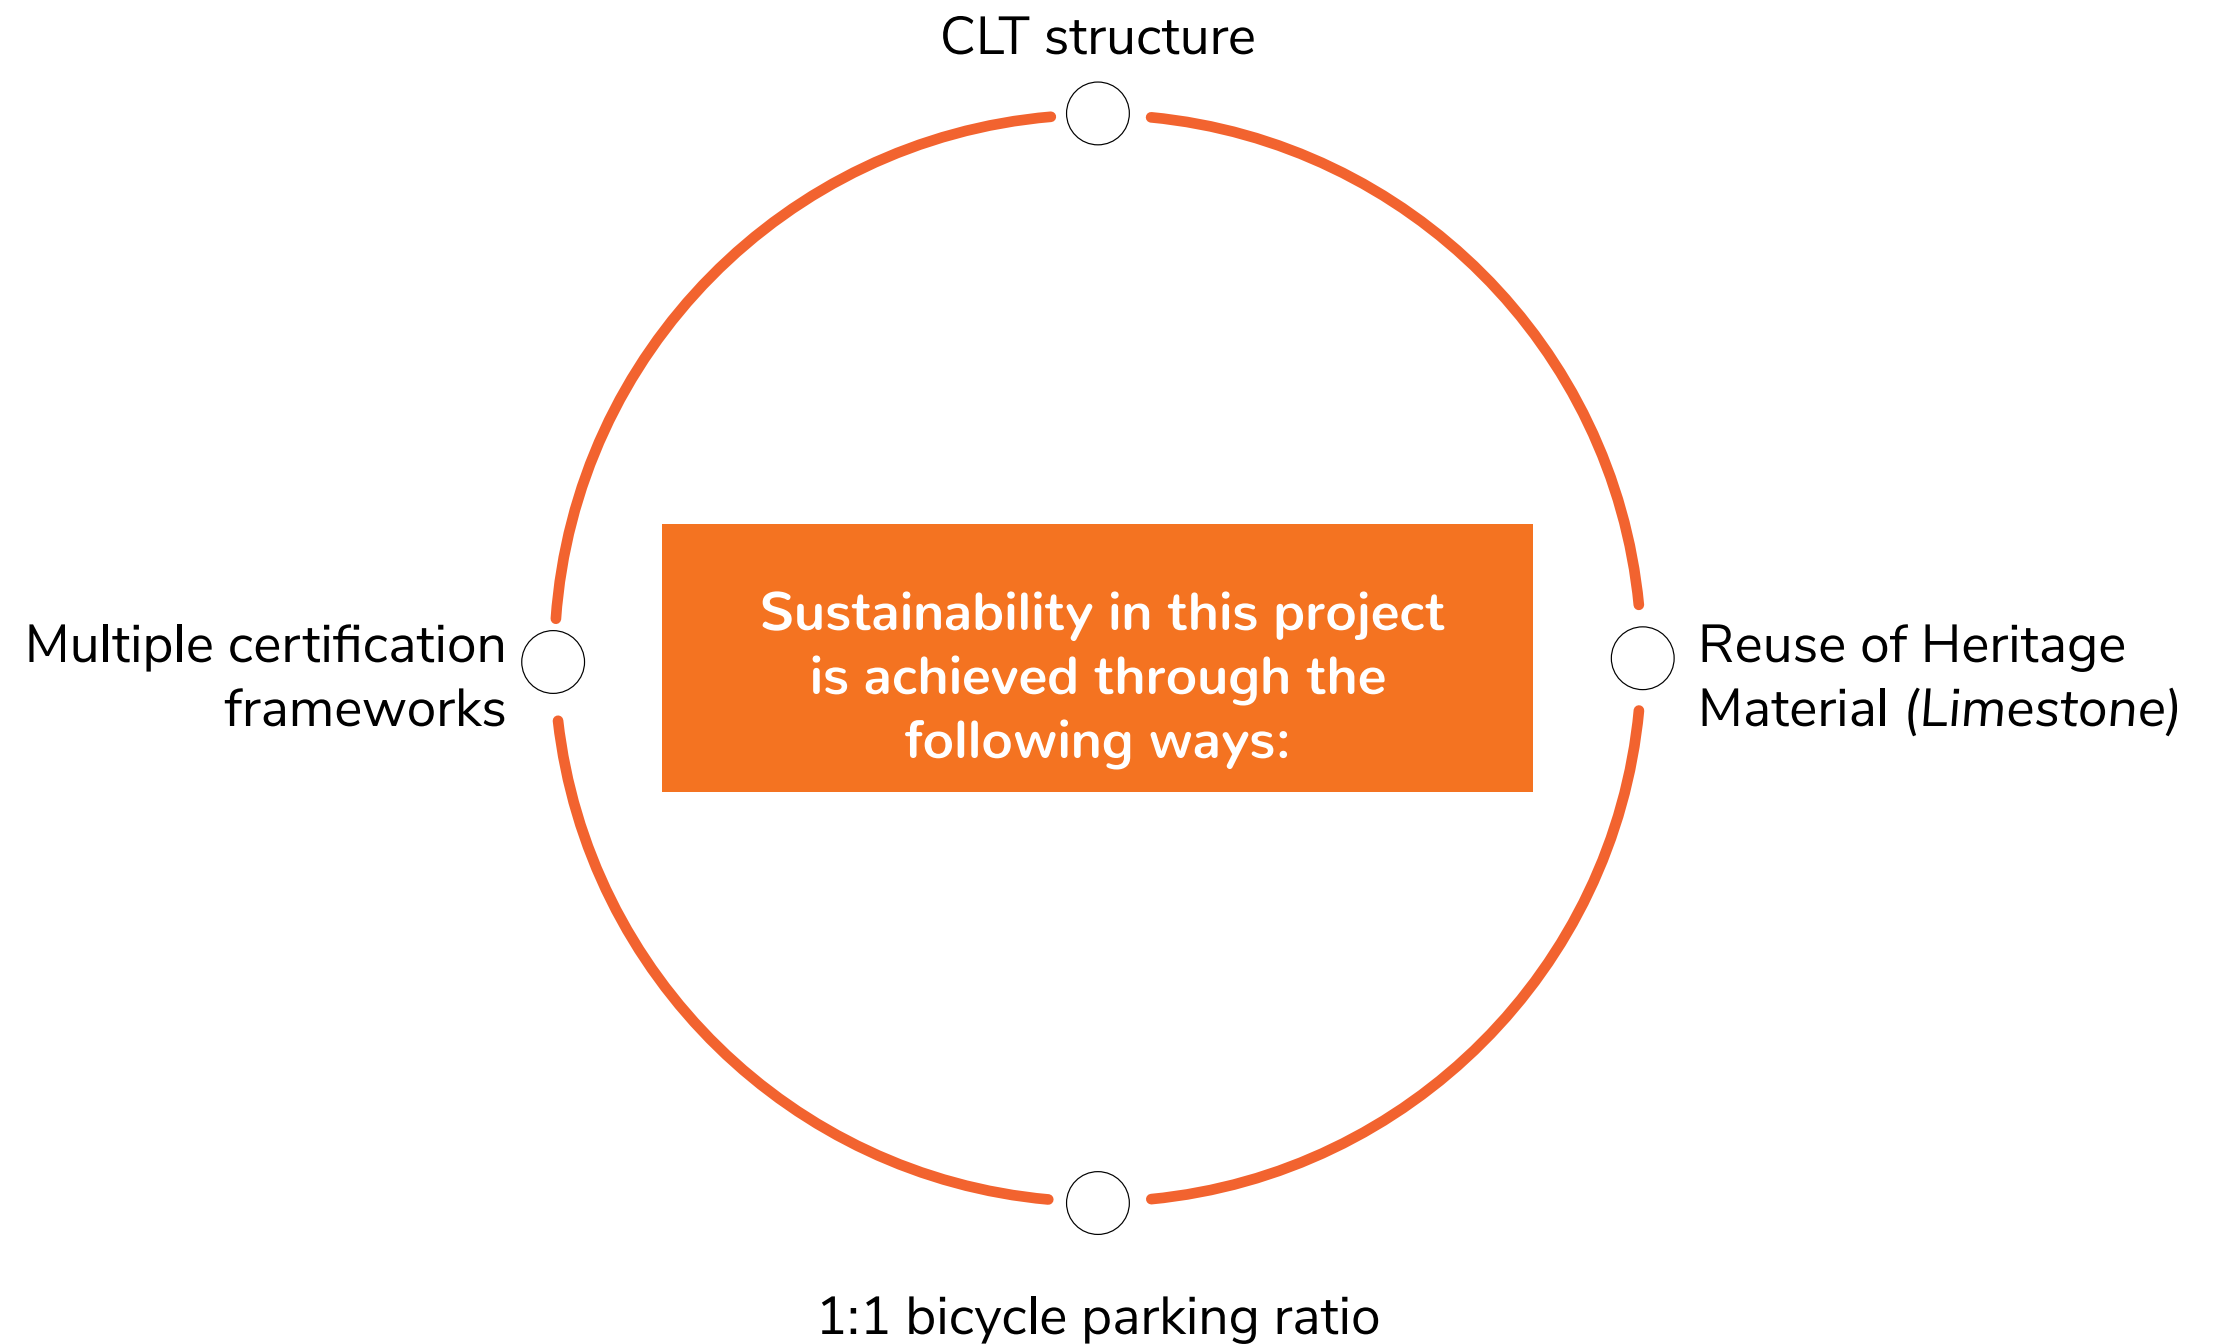 CLT structure
Sustainability in this project
is achieved through the
following ways:
Multiple certification
frameworks
Reuse of Heritage
Material (Limestone)
1:1 bicycle parking ratio